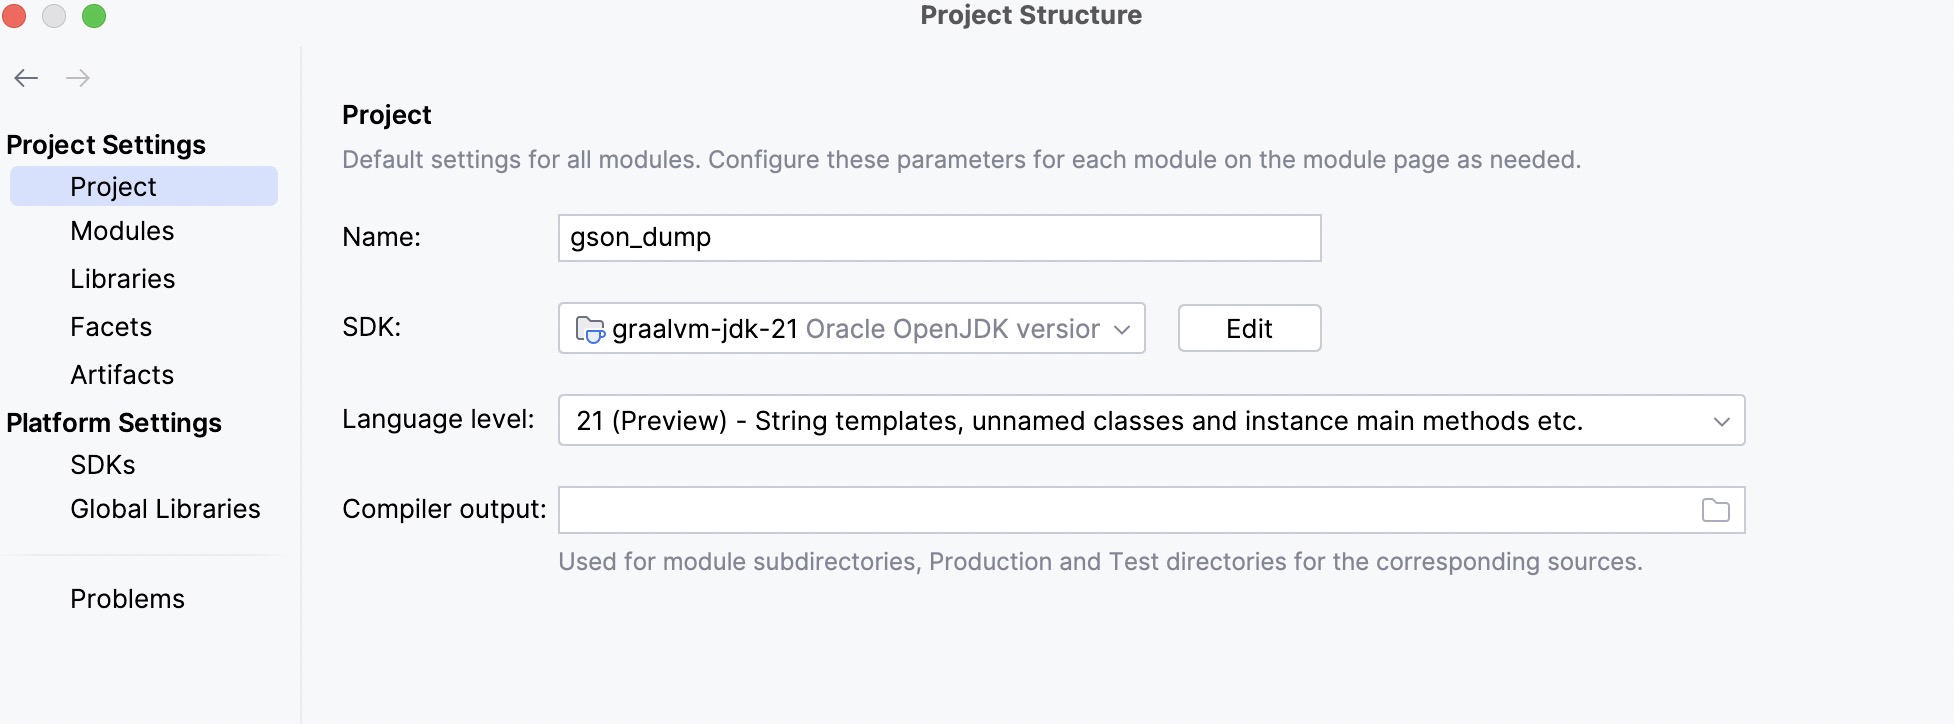 Project Structure
Project Settings
Project
Modules
Libraries
Facets
Artifacts
Platform Settings
SDKs
Global Libraries
Problems
Project
Default settings for all modules. Configure these parameters for each module on the module page as needed.
Name: gson_dump
SDK: graalvm-jdk-21 Oracle OpenJDK version Edit
Language level: 21 (Preview) - String templates, unnamed classes and instance main methods etc.
Compiler output:
Used for module subdirectories, Production and Test directories for the corresponding sources.